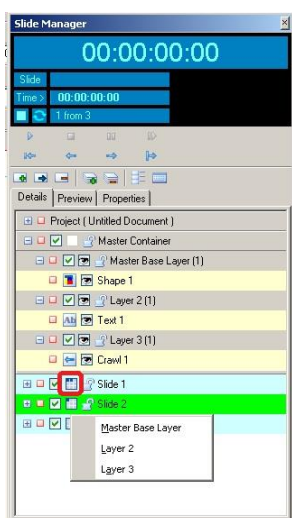 Slide Manager
00:00:00:00
Slide
Time > 00:00:00:00
1 from 3
Details Preview Properties
Project ( Untitled Document )
Master Container
Master Base Layer (1)
Shape 1
Layer 2 (1)
Ab Text 1
Layer 3 (1)
Crawl 1
Slide 1
Slide 2
Master Base Layer
Layer 2
Layer 3